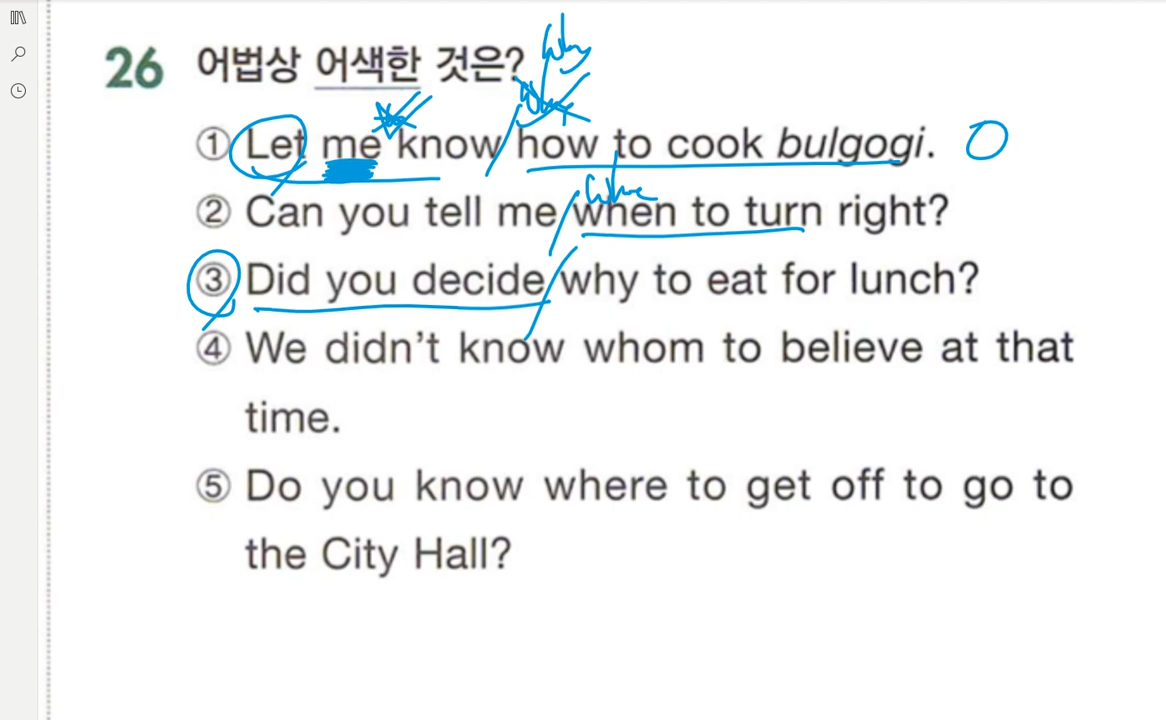 26 어법상 어색한 것은?
why
① Let me know how to cook bulgogi.
② Can you tell me when to turn right?
③ Did you decide why to eat for lunch?
④ We didn't know whom to believe at that
time.
⑤ Do you know where to get off to go to
the City Hall?